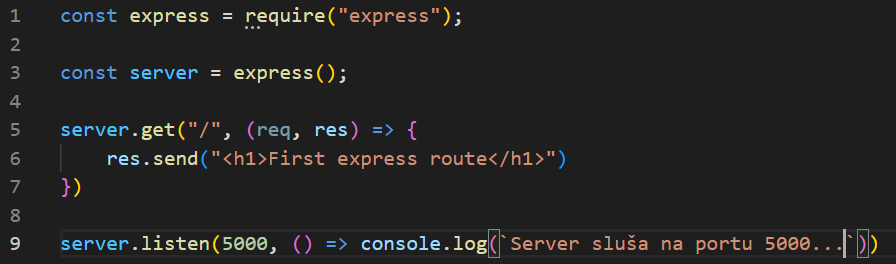 1 const express = require("express");
2
3 const server = express();
4
5 server.get("/", (req, res) => {
6     res.send("<h1>First express route</h1>")
7 })
8
9 server.listen(5000, () => console.log(`Server sluša na portu 5000...`))